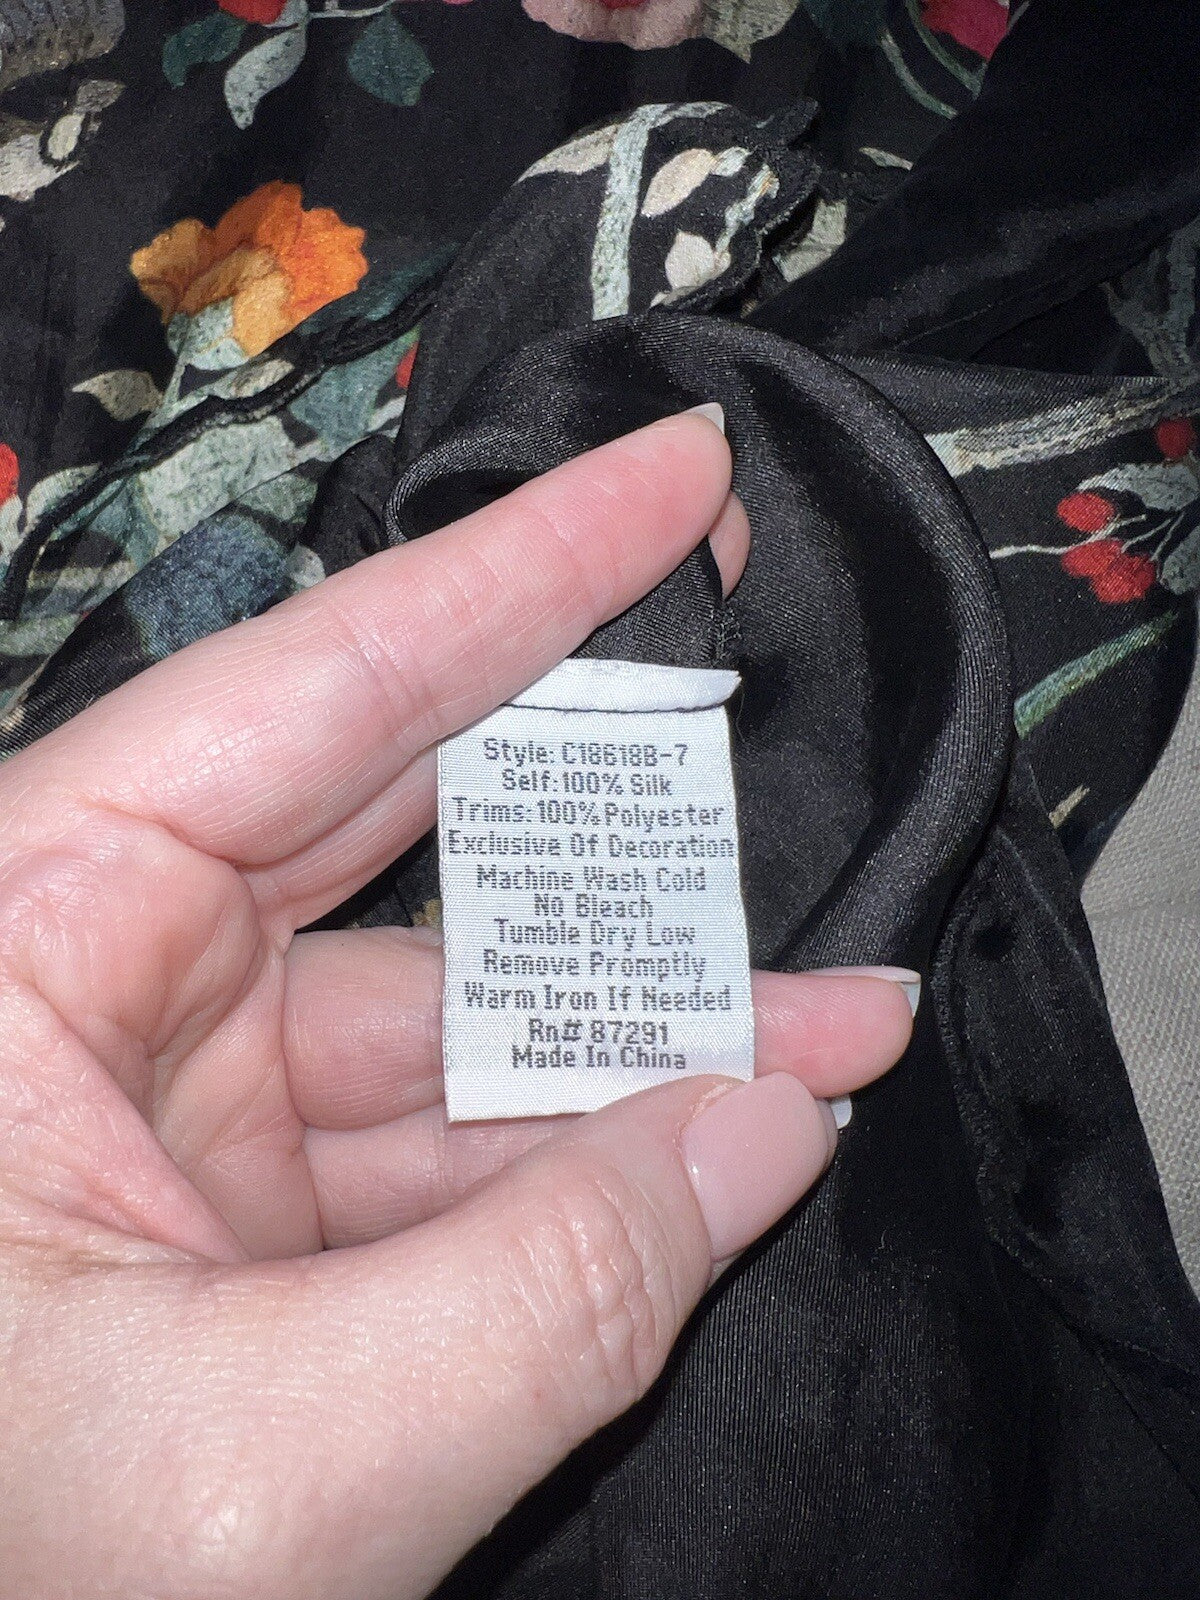 Style: C18618B-7
Self:100% Silk
Trims:100% Polyester
Exclusive Of Decoration
Machine Wash Cold
No Bleach
Tumble Dry Low
Remove Promptly
Warm Iron If Needed
Rn# 87291
Made In China